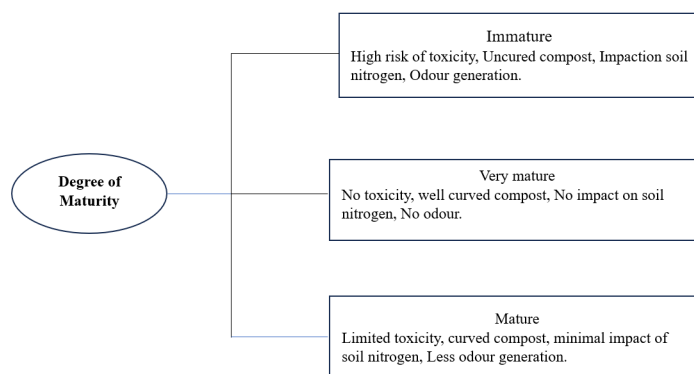 Immature
High risk of toxicity, Uncured compost, Impaction soil
nitrogen, Odour generation.
Degree of
Maturity
Very mature
No toxicity, well curved compost, No impact on soil
nitrogen, No odour.
Mature
Limited toxicity, curved compost, minimal impact of
soil nitrogen, Less odour generation.